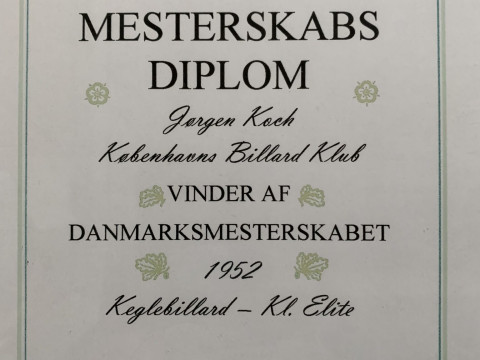 MESTERSKABS
DIPLOM
Jørgen Koch
Københavns Billard Klub
VINDER AF
DANMARKSMESTERSKABET
1952
Keglebillard – Kl. Elite